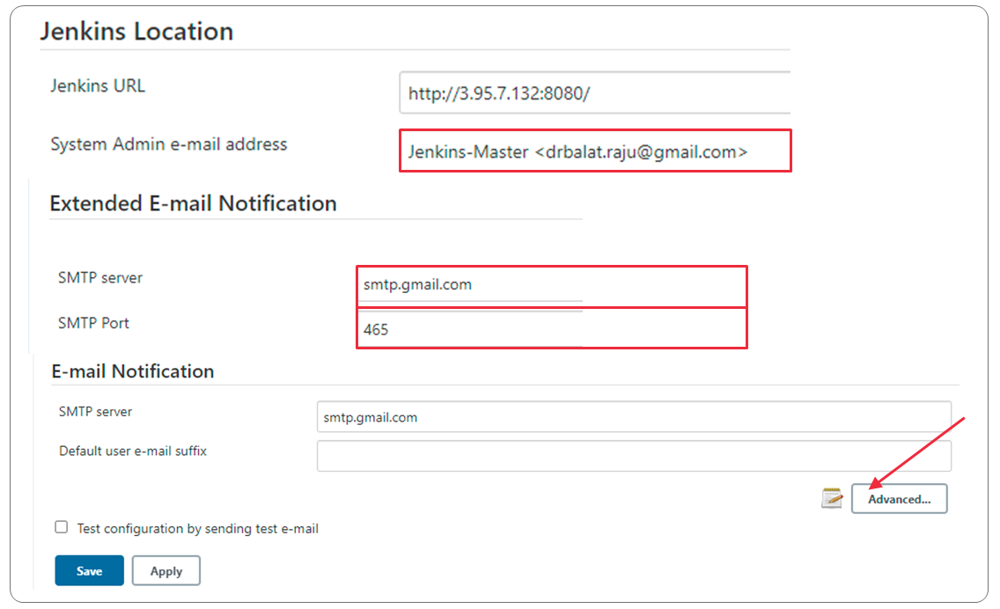 Jenkins Location
Jenkins URL
http://3.95.7.132:8080/
System Admin e-mail address
Jenkins-Master <drbalat.raju@gmail.com>
Extended E-mail Notification
SMTP server
smtp.gmail.com
SMTP Port
465
E-mail Notification
SMTP server
smtp.gmail.com
Default user e-mail suffix
Advanced...
Test configuration by sending test e-mail
Save
Apply